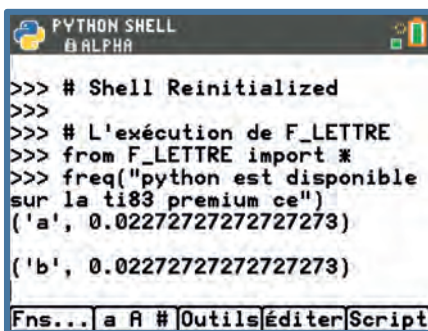 PYTHON SHELL
ALPHA
>>> # Shell Reinitialized
>>>
>>> # L'exécution de F_LETTRE
>>> from F_LETTRE import *
>>> freq("python est disponible
sur la ti83 premium ce")
('a', 0.02272727272727273)
('b', 0.02272727272727273)
Fns... a A # Outils Éditer Script